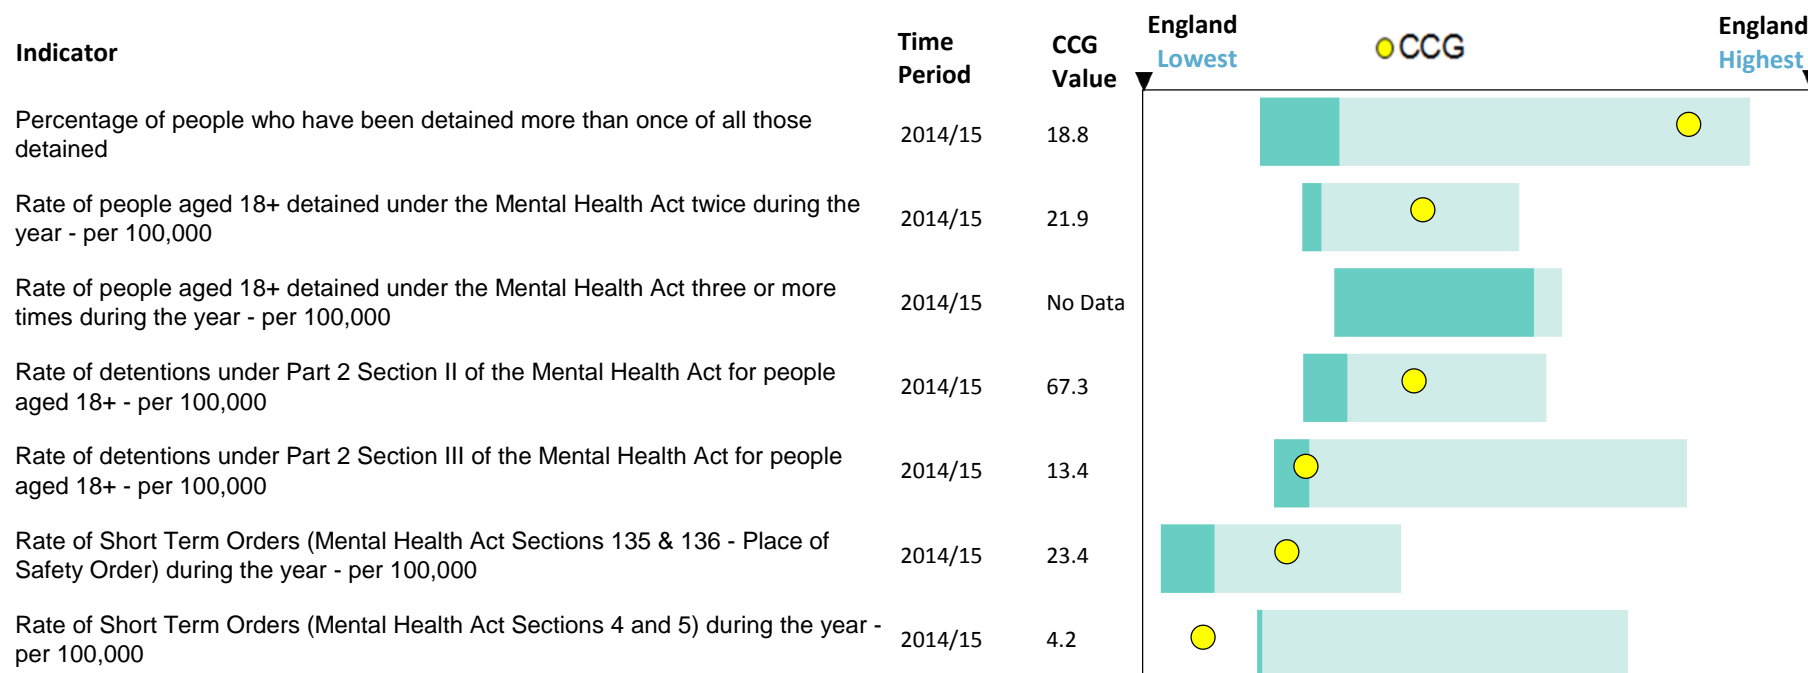 Indicator
Time Period
CCG Value
England Lowest
CCG
England Highest
Percentage of people who have been detained more than once of all those
detained
2014/15
18.8
Rate of people aged 18+ detained under the Mental Health Act twice during the
year - per 100,000
2014/15
21.9
Rate of people aged 18+ detained under the Mental Health Act three or more
times during the year - per 100,000
2014/15
No Data
Rate of detentions under Part 2 Section II of the Mental Health Act for people
aged 18+ - per 100,000
2014/15
67.3
Rate of detentions under Part 2 Section III of the Mental Health Act for people
aged 18+ - per 100,000
2014/15
13.4
Rate of Short Term Orders (Mental Health Act Sections 135 & 136 - Place of
Safety Order) during the year - per 100,000
2014/15
23.4
Rate of Short Term Orders (Mental Health Act Sections 4 and 5) during the year -
per 100,000
2014/15
4.2